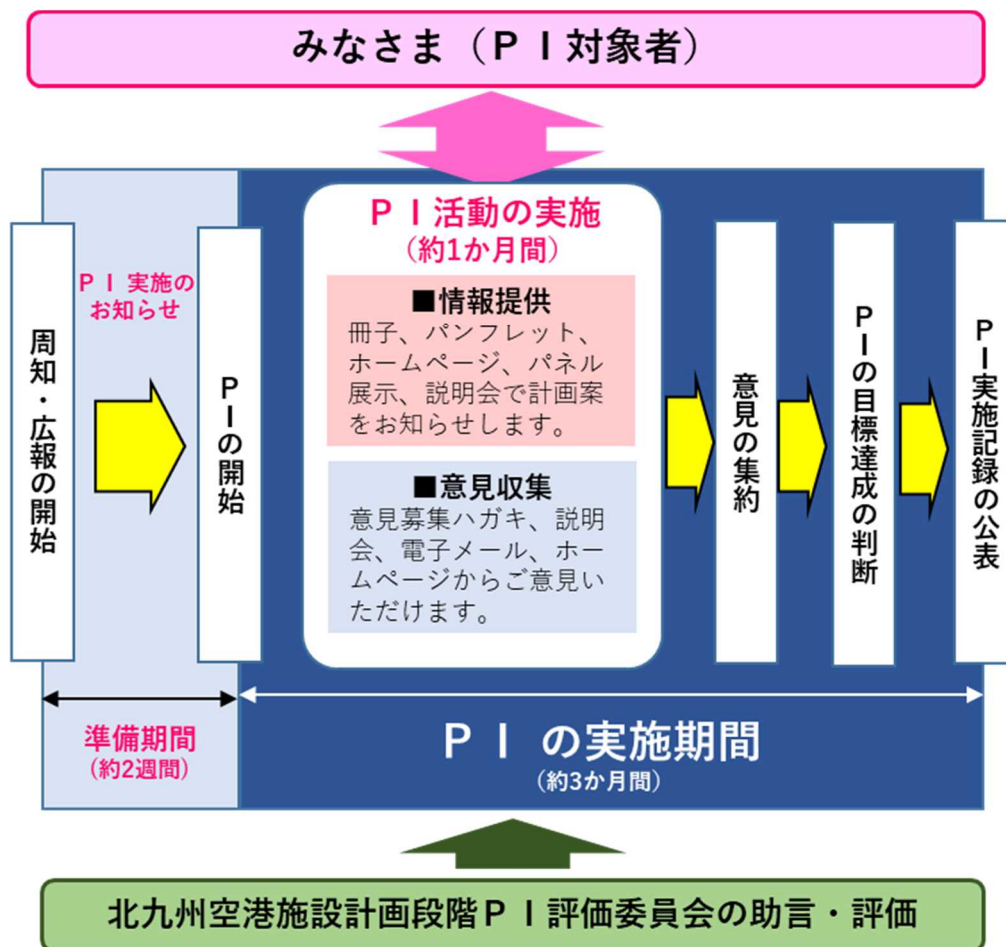 みなさま（ＰＩ対象者）
周知・広報の開始
ＰＩ 実施の
お知らせ
ＰＩの開始
ＰＩ活動の実施
（約1か月間）
■情報提供
冊子、パンフレット、
ホームページ、パネル
展示、説明会で計画案
をお知らせします。
■意見収集
意見募集ハガキ、説明
会、電子メール、ホー
ムページからご意見い
ただけます。
意見の集約
ＰＩの目標達成の判断
ＰＩ実施記録の公表
準備期間
（約2週間）
ＰＩ の実施期間
（約3か月間）
北九州空港施設計画段階ＰＩ評価委員会の助言・評価